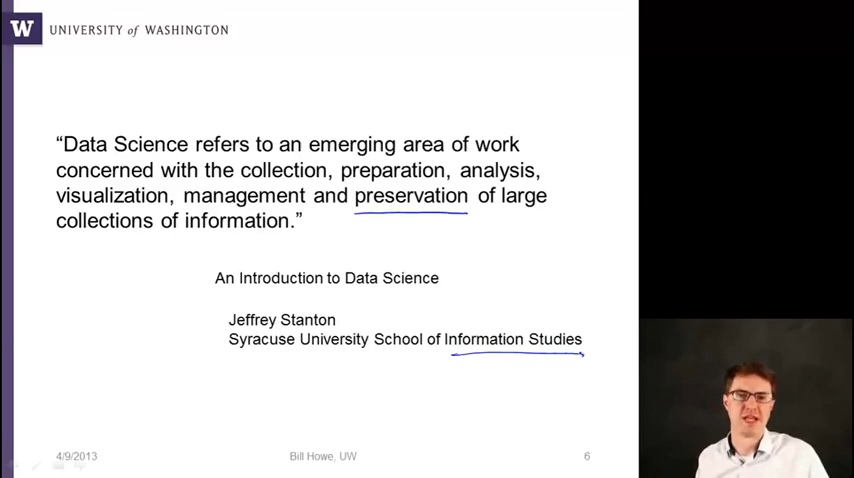 W UNIVERSITY of WASHINGTON
“Data Science refers to an emerging area of work
concerned with the collection, preparation, analysis,
visualization, management and preservation of large
collections of information.”
An Introduction to Data Science
Jeffrey Stanton
Syracuse University School of Information Studies
4/9/2013 Bill Howe, UW 6